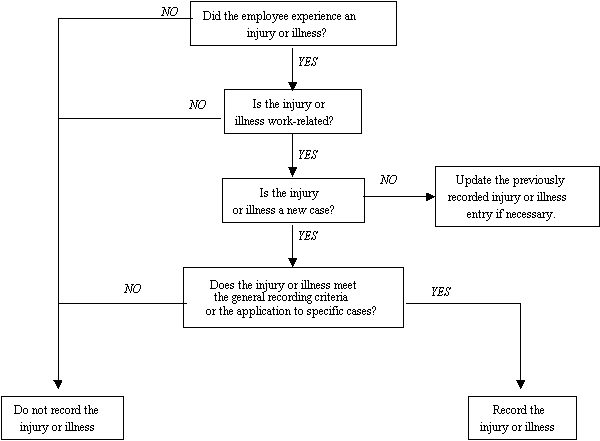 NO
Did the employee experience an
injury or illness?
YES
NO
Is the injury or
illness work-related?
YES
Is the injury
or illness a new case?
NO
Update the previously
recorded injury or illness
entry if necessary.
YES
NO
Does the injury or illness meet
the general recording criteria
or the application to specific cases?
YES
Do not record the
injury or illness
Record the
injury or illness